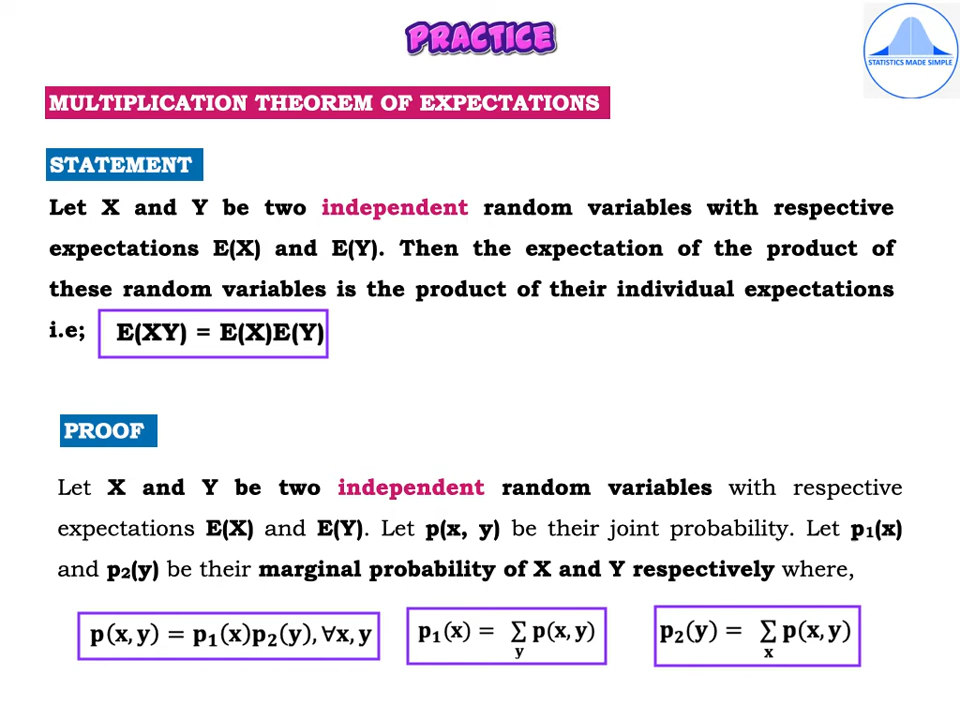 PRACTICE
STATISTICS MADE SIMPLE
MULTIPLICATION THEOREM OF EXPECTATIONS
STATEMENT
Let X and Y be two independent random variables with respective
expectations E(X) and E(Y). Then the expectation of the product of
these random variables is the product of their individual expectations
i.e; E(XY) = E(X)E(Y)
PROOF
Let X and Y be two independent random variables with respective
expectations E(X) and E(Y). Let p(x, y) be their joint probability. Let p₁(x)
and p₂(y) be their marginal probability of X and Y respectively where,
p(x,y) = p₁(x)p₂(y), ∀x, y p₁(x) = ∑ p(x,y) p₂(y) = ∑ p(x,y)
y x